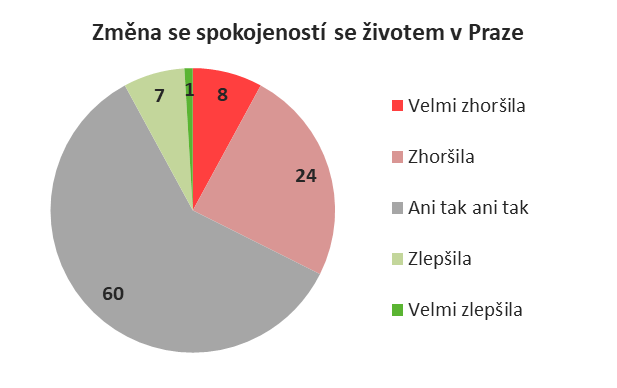 Změna se spokojeností se životem v Praze
1
8
7
24
60
Velmi zhoršila
Zhoršila
Ani tak ani tak
Zlepšila
Velmi zlepšila